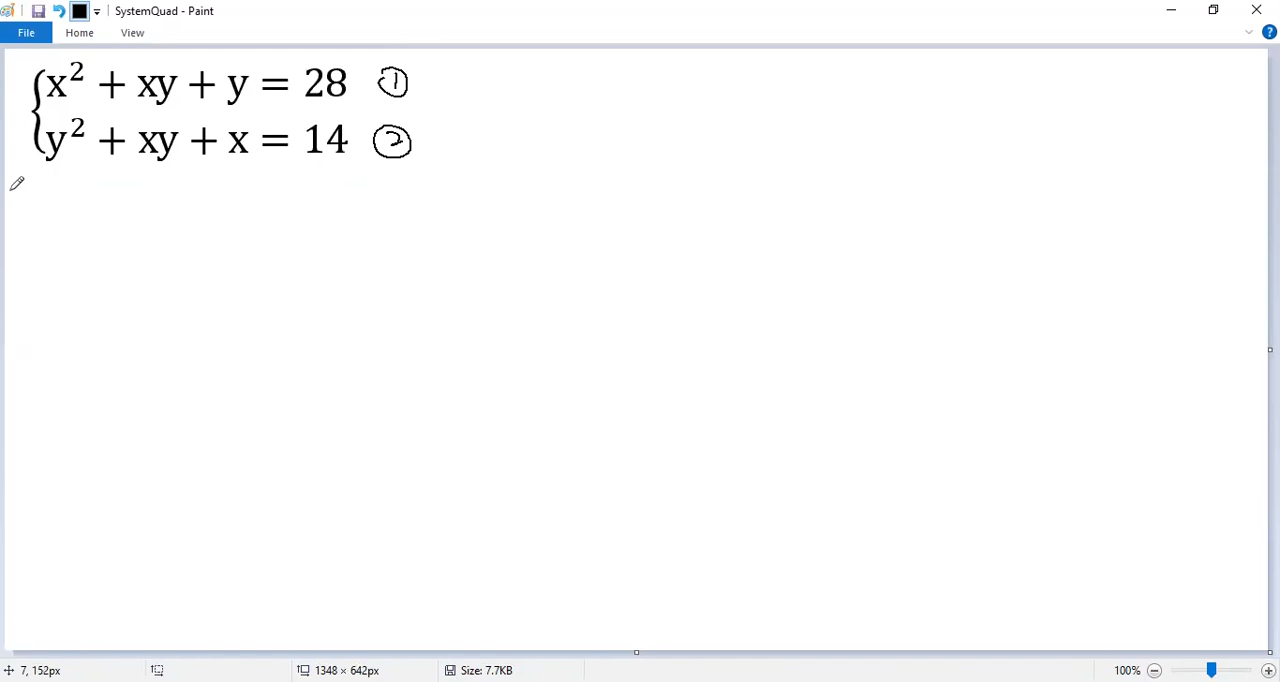 SystemQuad - Paint
File Home View
x² + xy + y = 28 ①
y² + xy + x = 14 ②
7, 152px 1348 × 642px Size: 7.7KB 100%